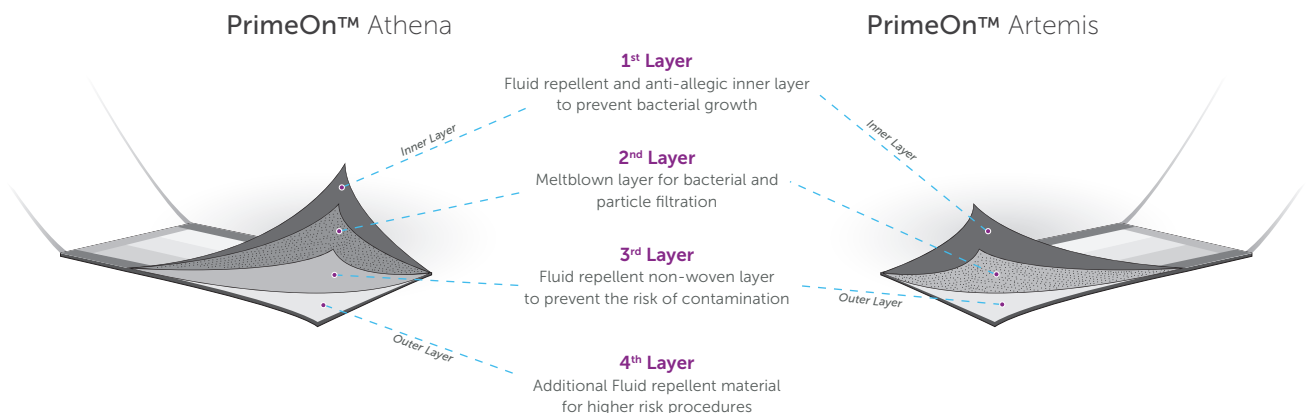 PrimeOn™ Athena
PrimeOn™ Artemis
1st Layer
Fluid repellent and anti-allegic inner layer
to prevent bacterial growth
Inner Layer
Inner Layer
2nd Layer
Meltblown layer for bacterial and
particle filtration
3rd Layer
Fluid repellent non-woven layer
to prevent the risk of contamination
Outer Layer
Outer Layer
4th Layer
Additional Fluid repellent material
for higher risk procedures